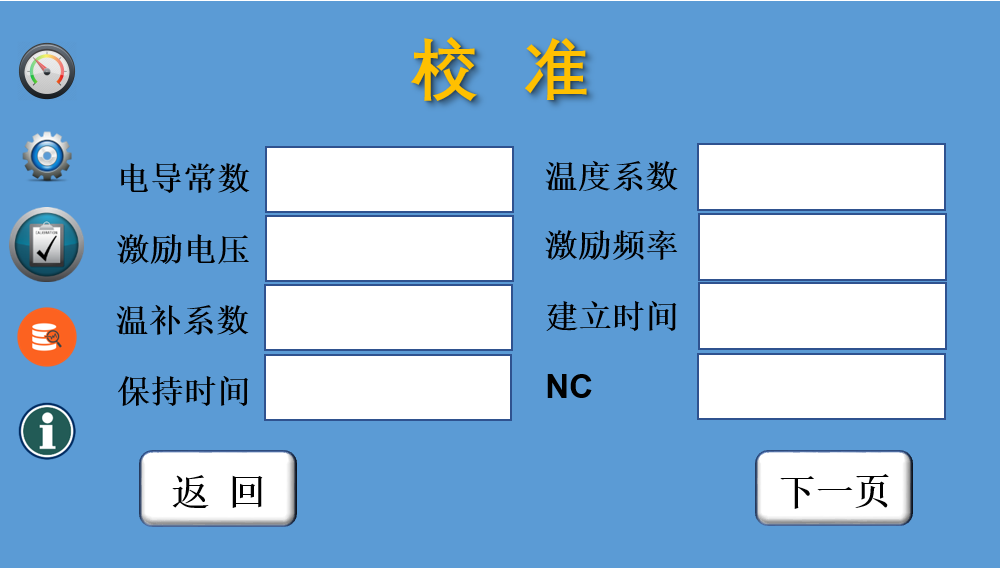 校 准
电导常数
温度系数
激励电压
激励频率
温补系数
建立时间
保持时间
NC
返 回
下一页